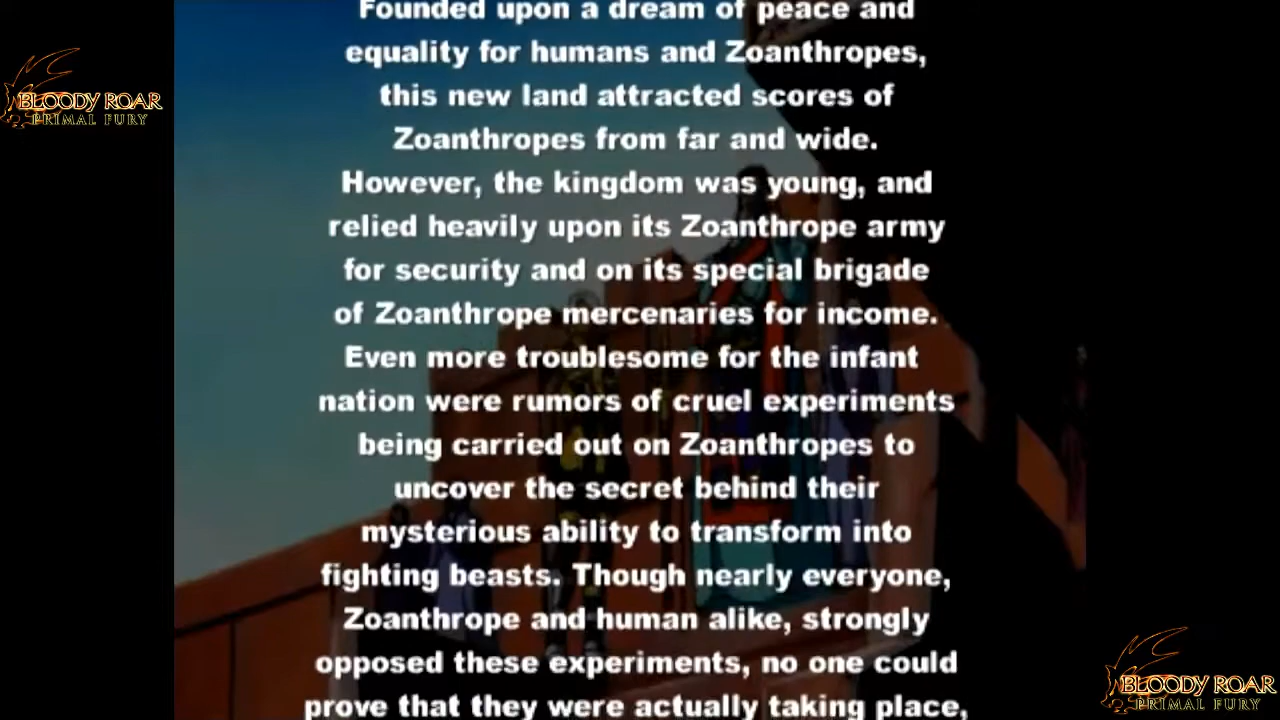 Founded upon a dream of peace and
equality for humans and Zoanthropes,
this new land attracted scores of
Zoanthropes from far and wide.
However, the kingdom was young, and
relied heavily upon its Zoanthrope army
for security and on its special brigade
of Zoanthrope mercenaries for income.
Even more troublesome for the infant
nation were rumors of cruel experiments
being carried out on Zoanthropes to
uncover the secret behind their
mysterious ability to transform into
fighting beasts. Though nearly everyone,
Zoanthrope and human alike, strongly
opposed these experiments, no one could
prove that they were actually taking place,
BLOODY ROAR
PRIMAL FURY
BLOODY ROAR
PRIMAL FURY